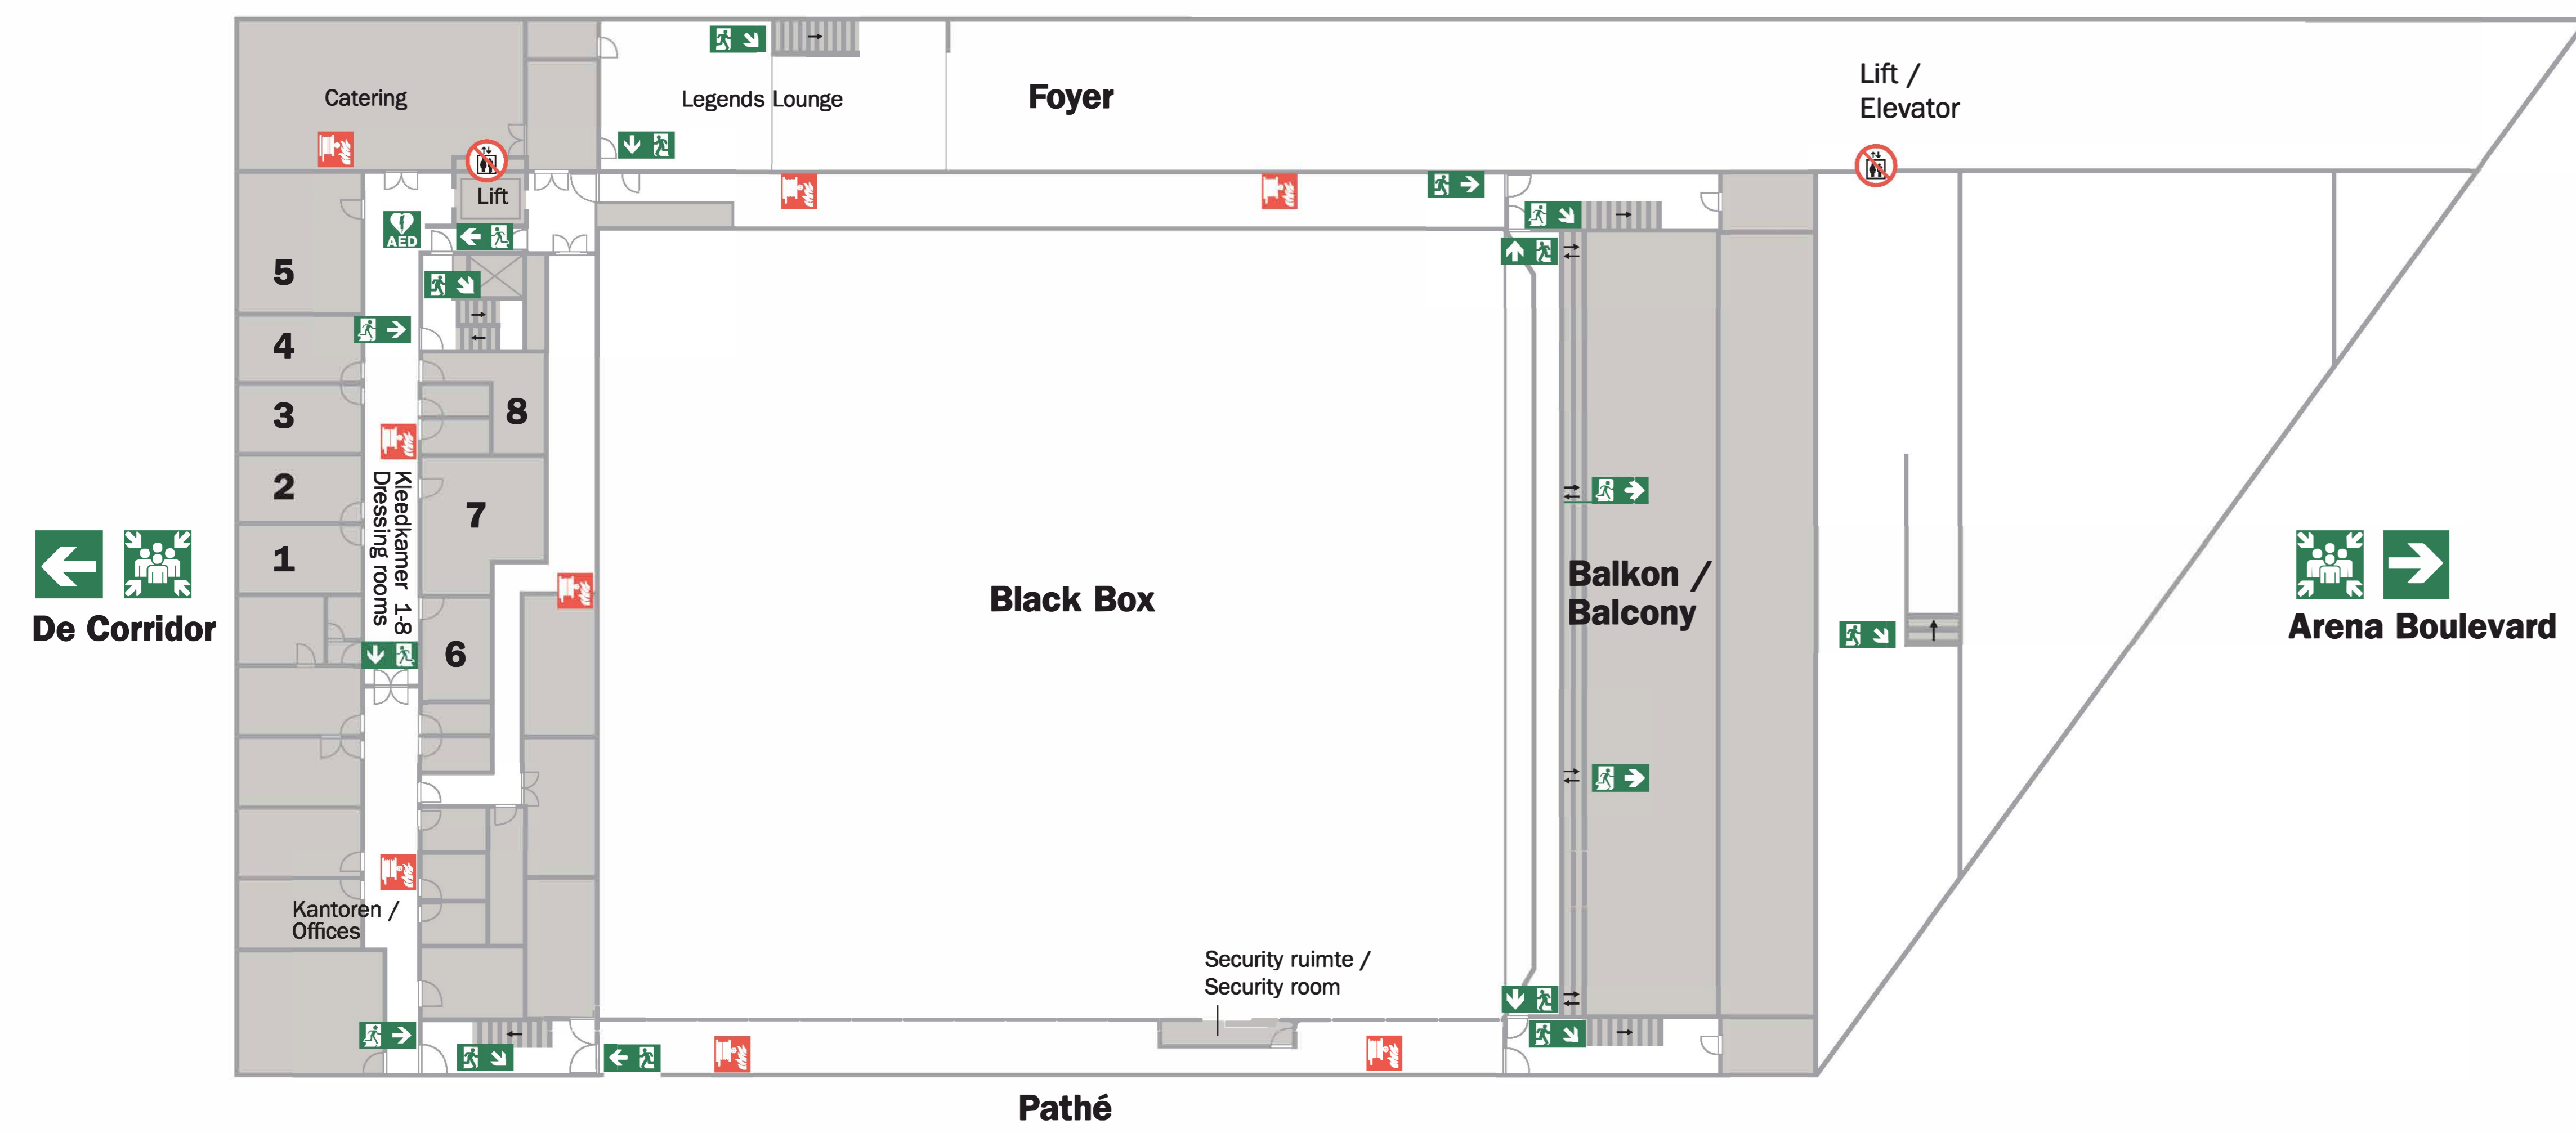 Catering
Legends Lounge
Foyer
Lift /
Elevator
Lift
AED
5
4
3
8
2
7
1
Kleedkamer 1-8
Dressing rooms
6
De Corridor
Black Box
Balkon /
Balcony
Arena Boulevard
Kantoren /
Offices
Security ruimte /
Security room
Pathé